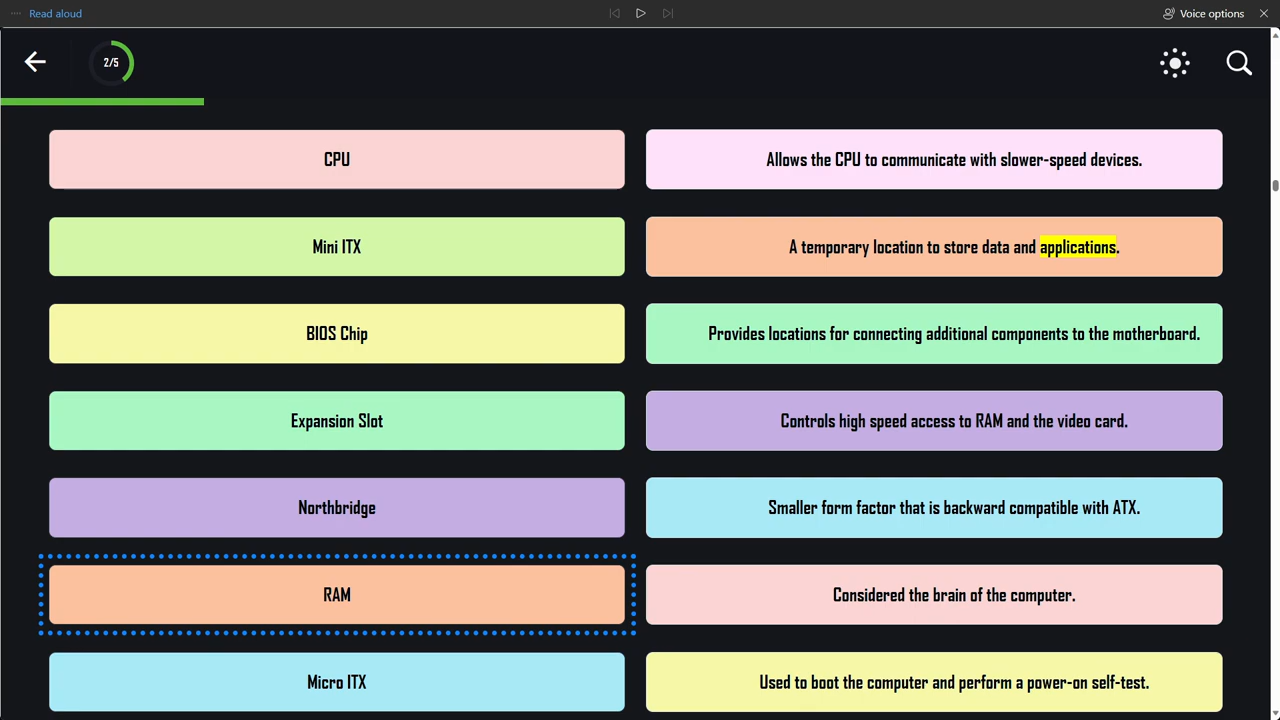 Read aloud
Voice options
2/5
CPU
Allows the CPU to communicate with slower-speed devices.
Mini ITX
A temporary location to store data and applications.
BIOS Chip
Provides locations for connecting additional components to the motherboard.
Expansion Slot
Controls high speed access to RAM and the video card.
Northbridge
Smaller form factor that is backward compatible with ATX.
RAM
Considered the brain of the computer.
Micro ITX
Used to boot the computer and perform a power-on self-test.